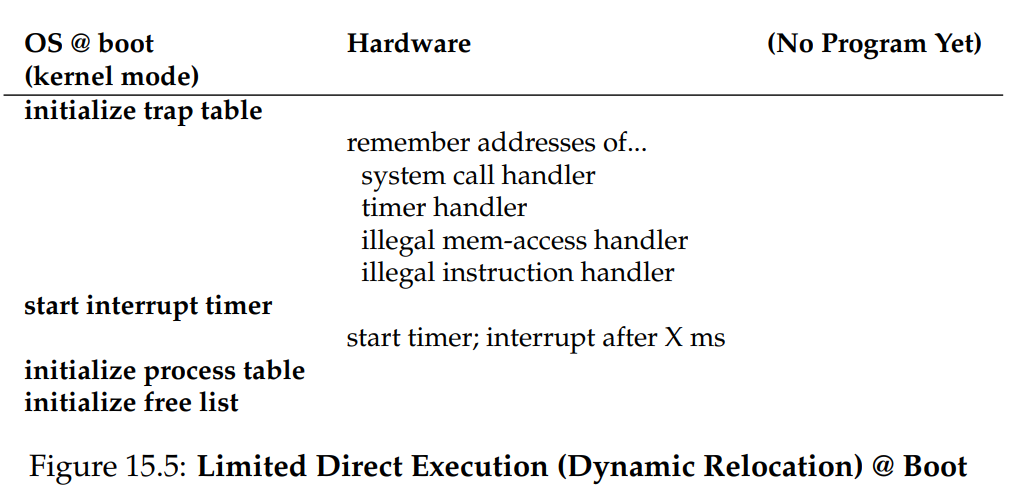 OS @ boot Hardware (No Program Yet)
(kernel mode)
initialize trap table
remember addresses of...
system call handler
timer handler
illegal mem-access handler
illegal instruction handler
start interrupt timer
start timer; interrupt after X ms
initialize process table
initialize free list
Figure 15.5: Limited Direct Execution (Dynamic Relocation) @ Boot